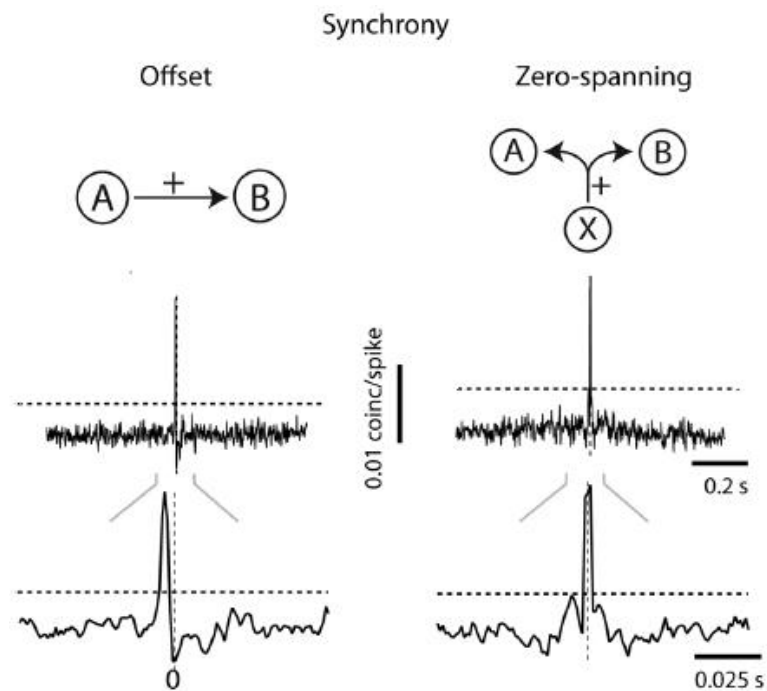 Synchrony
Offset
Zero-spanning
A + B
A B
+
X
0.01 coinc/spike
0.2 s
0
0.025 s